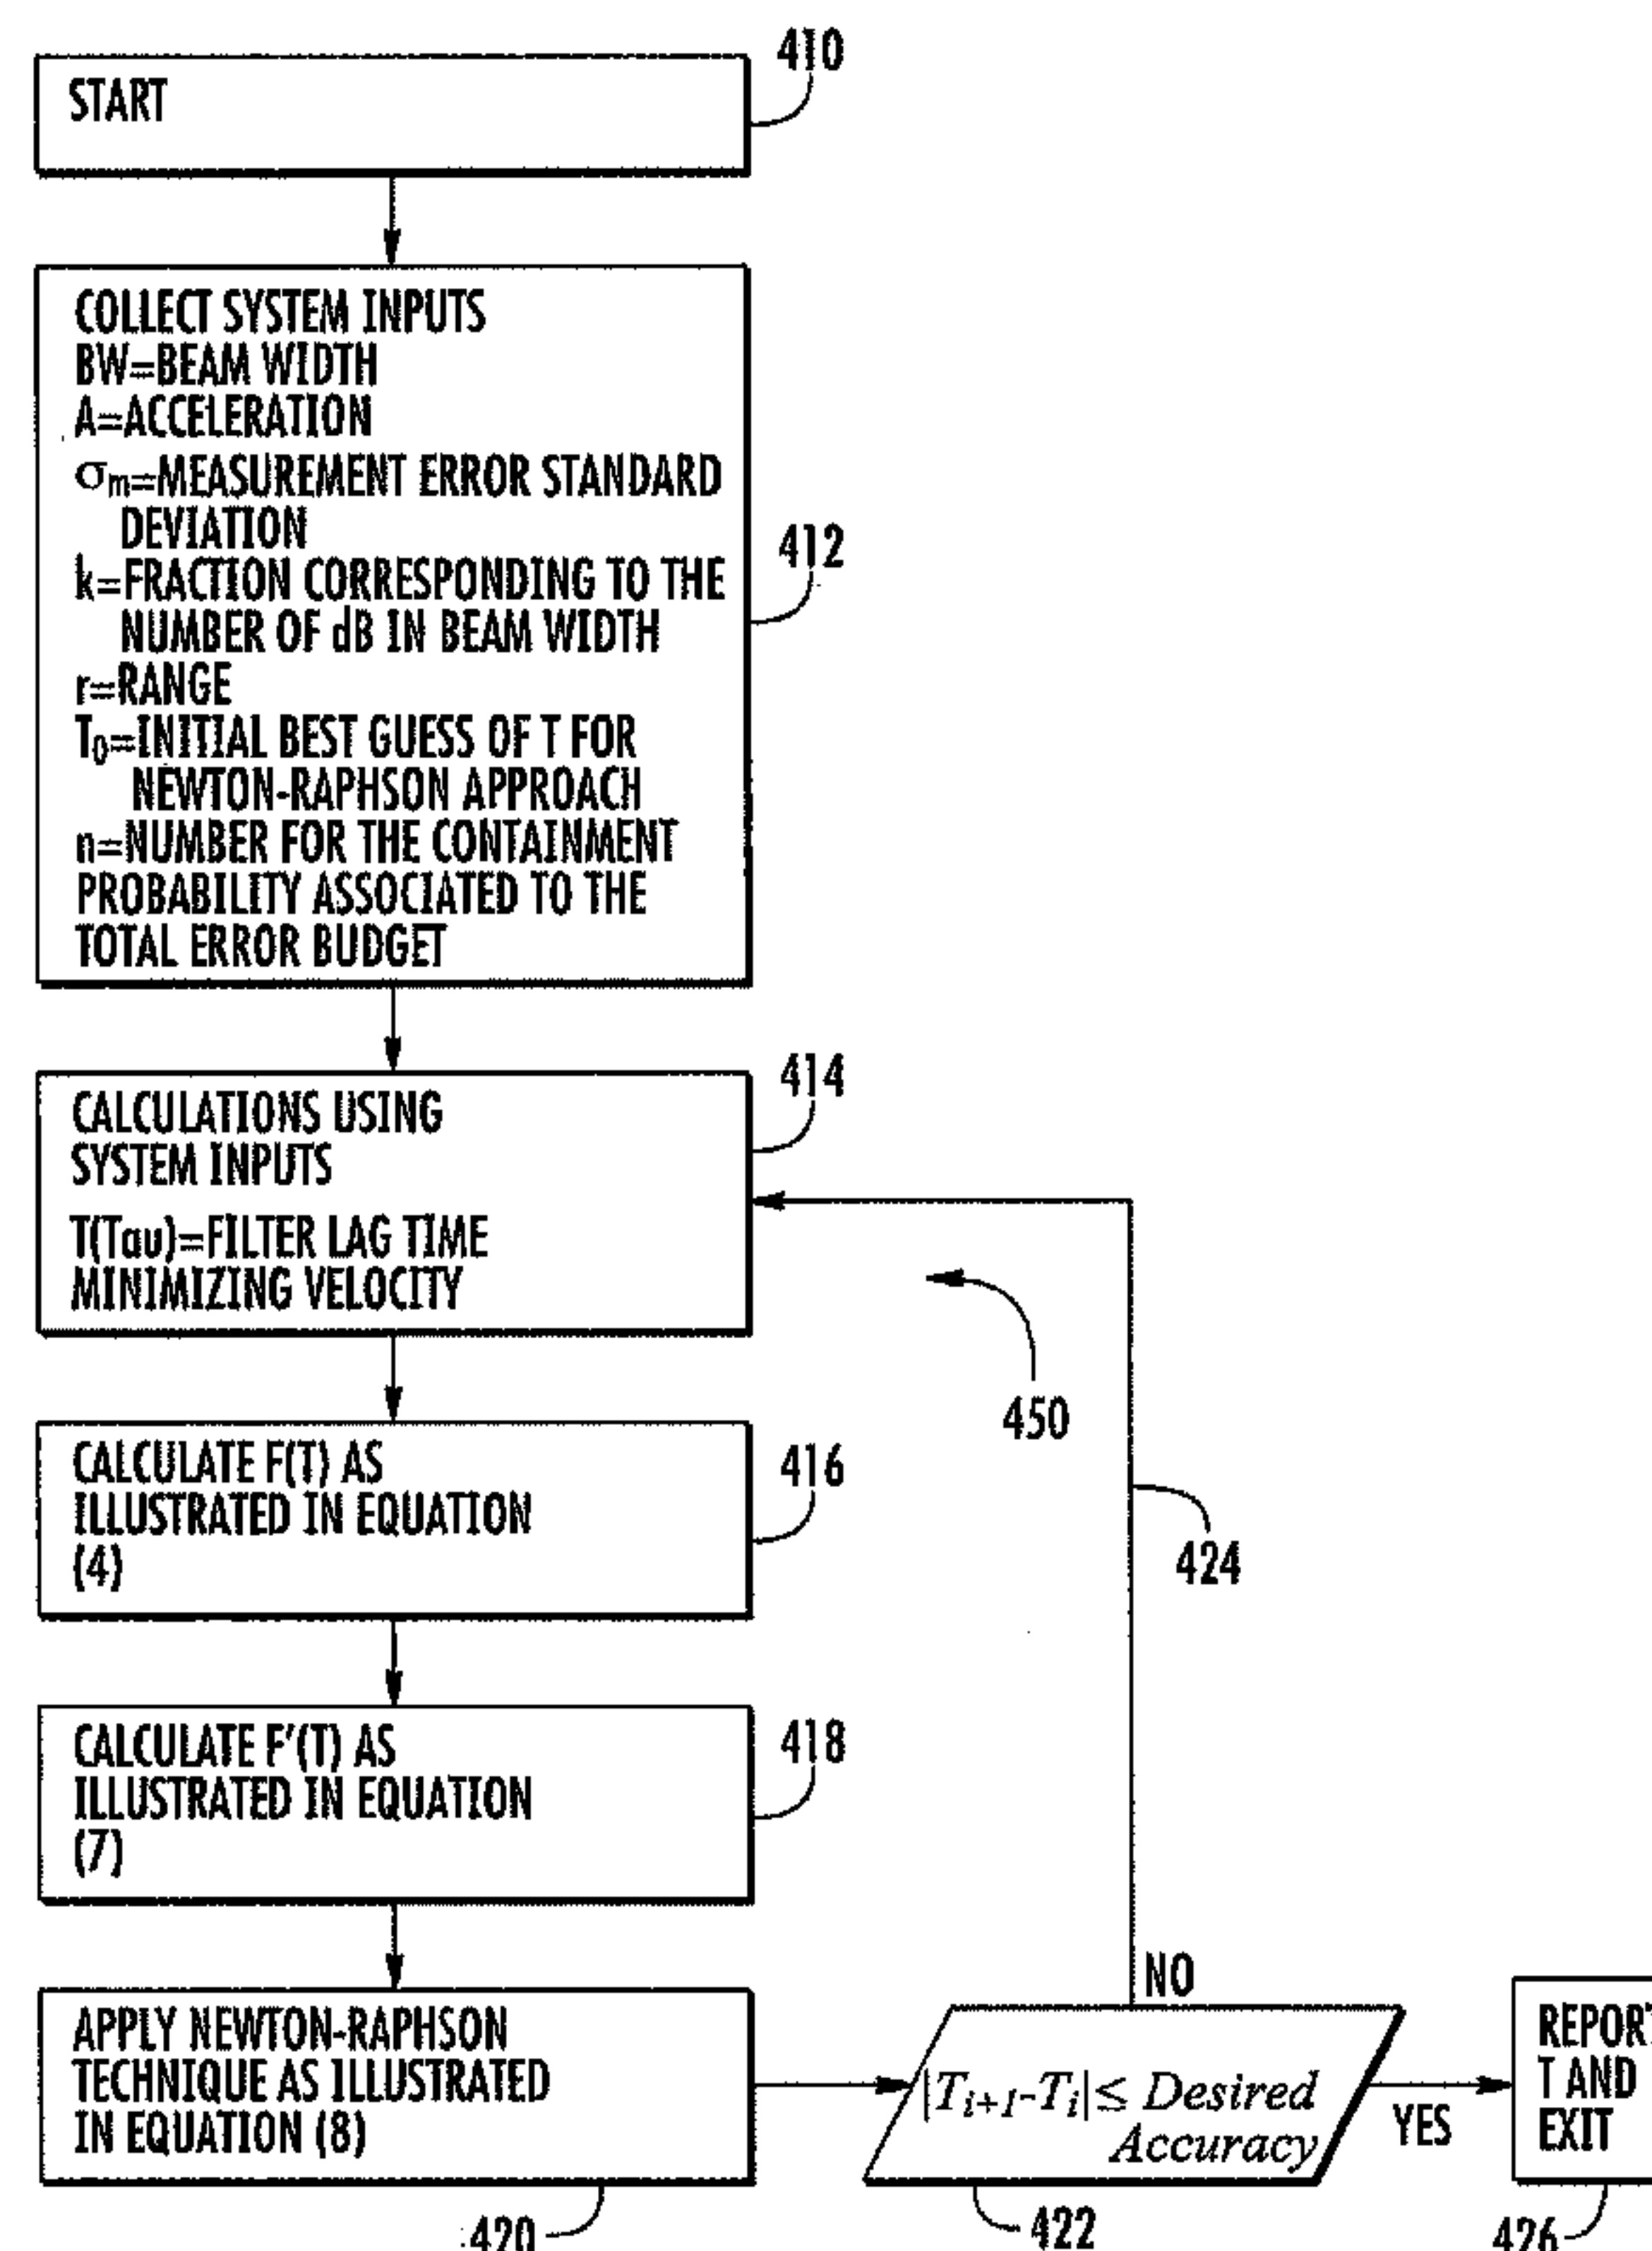 410
START
COLLECT SYSTEM INPUTS
BW=BEAM WIDTH
A=ACCELERATION
σm=MEASUREMENT ERROR STANDARD
DEVIATION
412
k=FRACTION CORRESPONDING TO THE
NUMBER OF dB IN BEAM WIDTH
r=RANGE
T0=INITIAL BEST GUESS OF T FOR
NEWTON-RAPHSON APPROACH
n=NUMBER FOR THE CONTAINMENT
PROBABILITY ASSOCIATED TO THE
TOTAL ERROR BUDGET
414
CALCULATIONS USING
SYSTEM INPUTS
T(Tau)=FILTER LAG TIME
MINIMIZING VELOCITY
450
416
CALCULATE F(T) AS
ILLUSTRATED IN EQUATION
(4)
424
418
CALCULATE F'(T) AS
ILLUSTRATED IN EQUATION
(7)
NO
APPLY NEWTON-RAPHSON
TECHNIQUE AS ILLUSTRATED
IN EQUATION (8)
|Ti+1-Ti|≤ Desired
Accuracy
YES
REPORT
T AND
EXIT
420
422
426